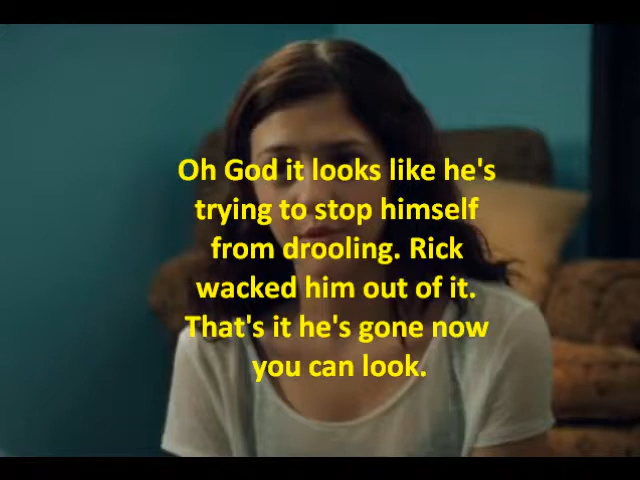 Oh God it looks like he's
trying to stop himself
from drooling. Rick
wacked him out of it.
That's it he's gone now
you can look.